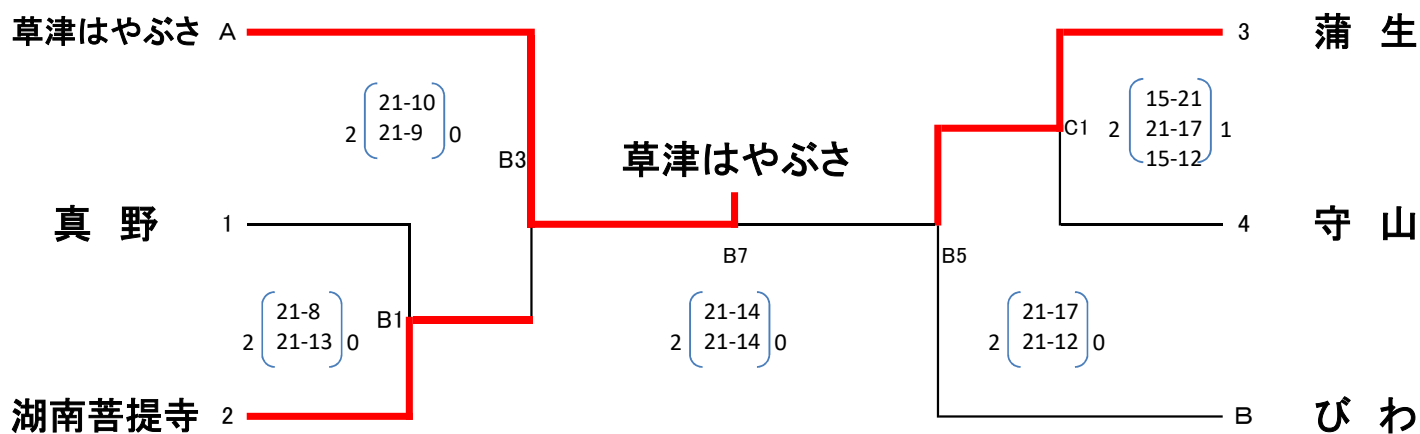 草津はやぶさ A
3 蒲 生
2 21-10 0
21-9
2 15-21 1
21-17
15-12
C1
B3
草津はやぶさ
真 野 1
4 守 山
B7
B5
B1
2 21-8 0
21-13
2 21-14 0
21-14
2 21-17 0
21-12
湖南菩提寺 2
B び わ